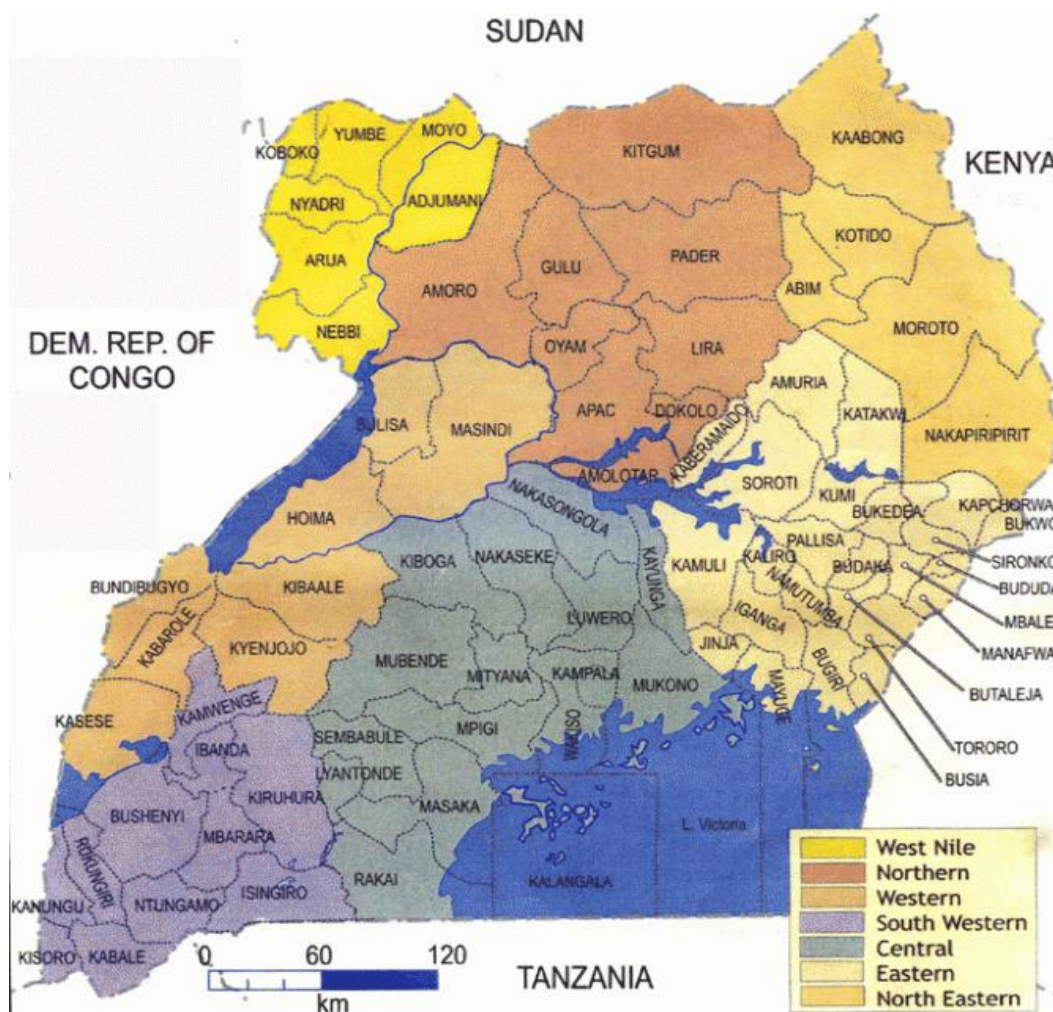 SUDAN
KENYA
DEM. REP. OF
CONGO
TANZANIA
KOBOKO
YUMBE
MOYO
NYADRI
ADJUMANI
ARUA
NEBBI
KITGUM
KAABONG
KOTIDO
PADER
GULU
AMORO
ABIM
MOROTO
OYAM
LIRA
AMURIA
KATAKWI
NAKAPIRIPIRIT
APAC
DOKOLO
KABERAMAIDO
BULISA
MASINDI
AMOLOTAR
SOROTI
KUMI
BUKEDEA
KAPCHORWA
BUKWO
HOIMA
NAKASONGOLA
KIBOGA
NAKASEKE
KAYUNGA
KAMULI
KALIRO
PALLISA
BUDAKA
NAMUTUMBA
SIRONKO
BUDUDA
MBALE
MANAFWA
BUTALEJA
TORORO
BUSIA
BUNDIBUGYO
KIBAALE
KABAROLE
KYENJOJO
LUWERO
IGANGA
JINJA
MAYUGE
BUGIRI
MUBENDE
MITYANA
KAMPALA
MUKONO
KASESE
KAMWENGE
IBANDA
SEMBABULE
MPIGI
WAKISO
LYANTONDE
KIRUHURA
MASAKA
BUSHENYI
MBARARA
RUKUNGIRI
L. Victoria
KANUNGU
NTUNGAMO
ISINGIRO
RAKAI
KALANGALA
KISORO
KABALE
0 60 120
km
West Nile
Northern
Western
South Western
Central
Eastern
North Eastern